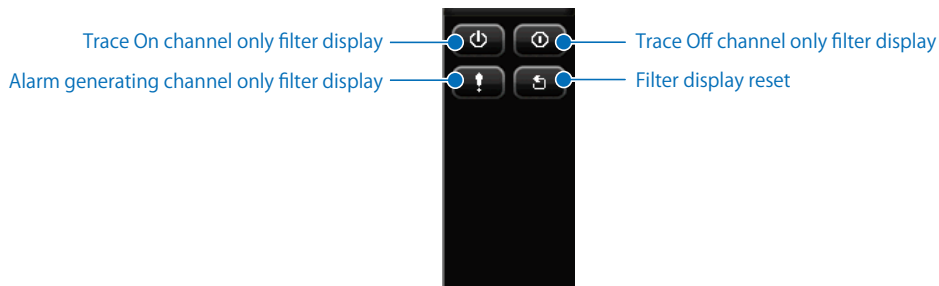 Trace On channel only filter display
Trace Off channel only filter display
Alarm generating channel only filter display
Filter display reset